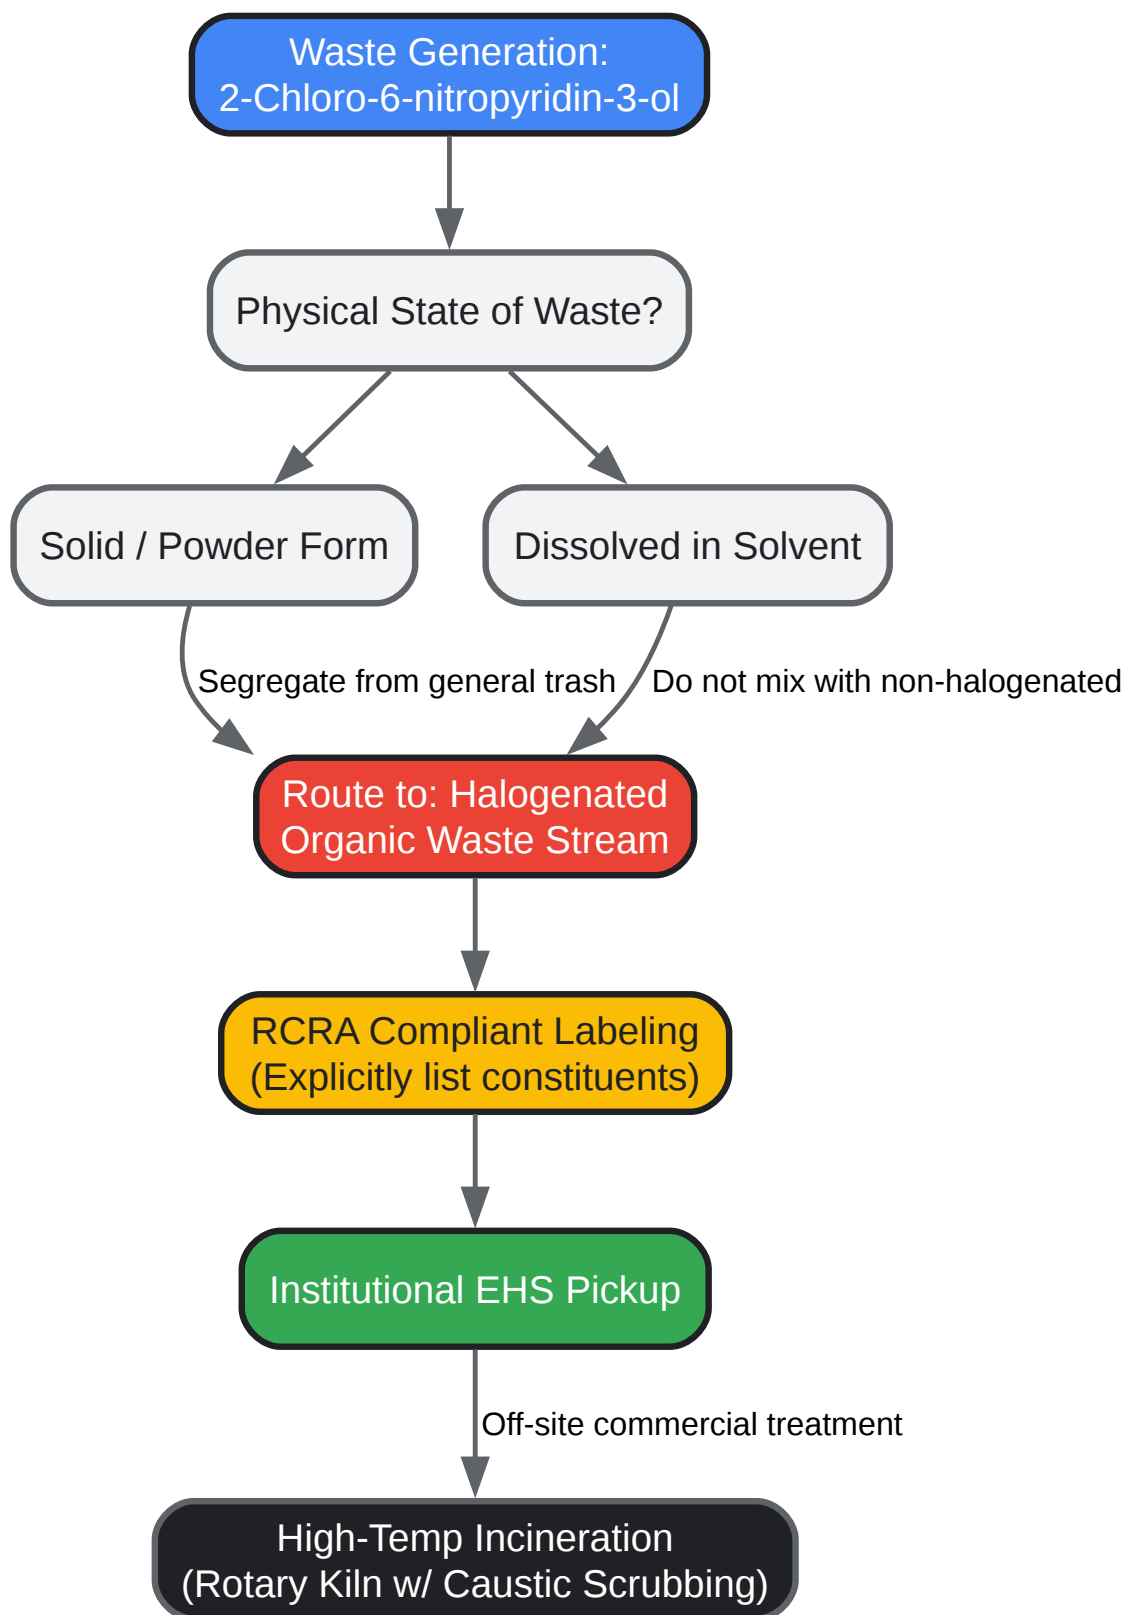 Waste Generation:
2-Chloro-6-nitropyridin-3-ol
Physical State of Waste?
Solid / Powder Form
Dissolved in Solvent
Segregate from general trash
Do not mix with non-halogenated
Route to: Halogenated
Organic Waste Stream
RCRA Compliant Labeling
(Explicitly list constituents)
Institutional EHS Pickup
Off-site commercial treatment
High-Temp Incineration
(Rotary Kiln w/ Caustic Scrubbing)